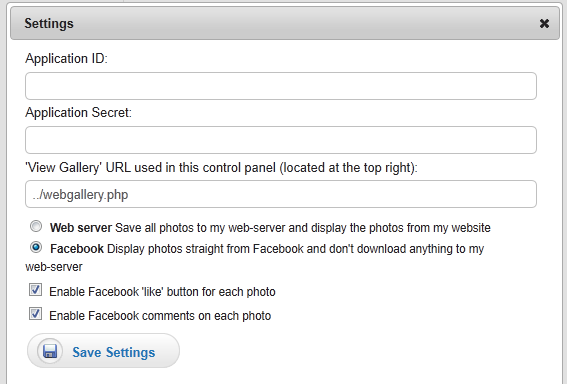 Settings
Application ID:
Application Secret:
'View Gallery' URL used in this control panel (located at the top right):
../webgallery.php
Web server Save all photos to my web-server and display the photos from my website
Facebook Display photos straight from Facebook and don't download anything to my
web-server
Enable Facebook 'like' button for each photo
Enable Facebook comments on each photo
Save Settings